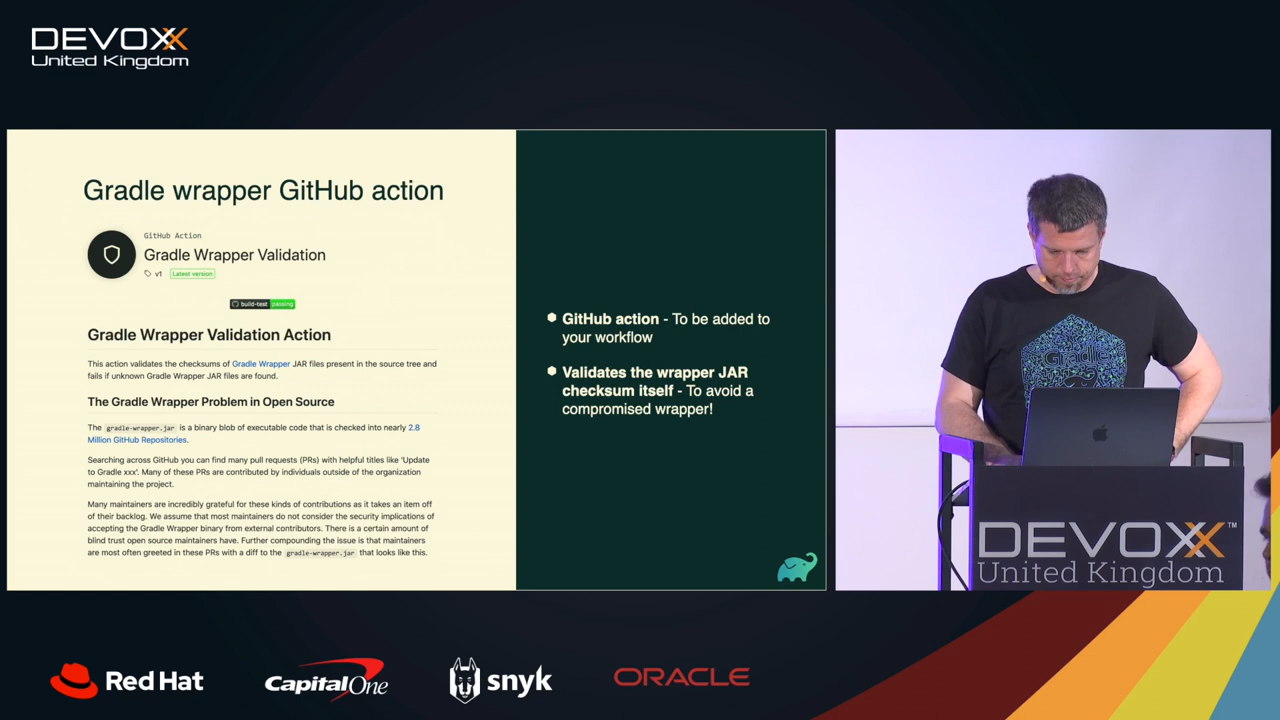 DEVOXX
United Kingdom
Gradle wrapper GitHub action
GitHub Action
Gradle Wrapper Validation
v1 Latest version
build-test passing
Gradle Wrapper Validation Action
This action validates the checksums of Gradle Wrapper JAR files present in the source tree and
fails if unknown Gradle Wrapper JAR files are found.
The Gradle Wrapper Problem in Open Source
The gradle-wrapper.jar is a binary blob of executable code that is checked into nearly 2.8
Million GitHub Repositories.
Searching across GitHub you can find many pull requests (PRs) with helpful titles like 'Update
to Gradle xxx'. Many of these PRs are contributed by individuals outside of the organization
maintaining the project.
Many maintainers are incredibly grateful for these kinds of contributions as it takes an item off
of their backlog. We assume that most maintainers do not consider the security implications of
accepting the Gradle Wrapper binary from external contributors. There is a certain amount of
blind trust open source maintainers have. Further compounding the issue is that maintainers
are most often greeted in these PRs with a diff to the gradle-wrapper.jar that looks like this.
GitHub action - To be added to
your workflow
Validates the wrapper JAR
checksum itself - To avoid a
compromised wrapper!
Gradle
DEVOXX™
United Kingdom
Red Hat
Capital One
snyk
ORACLE